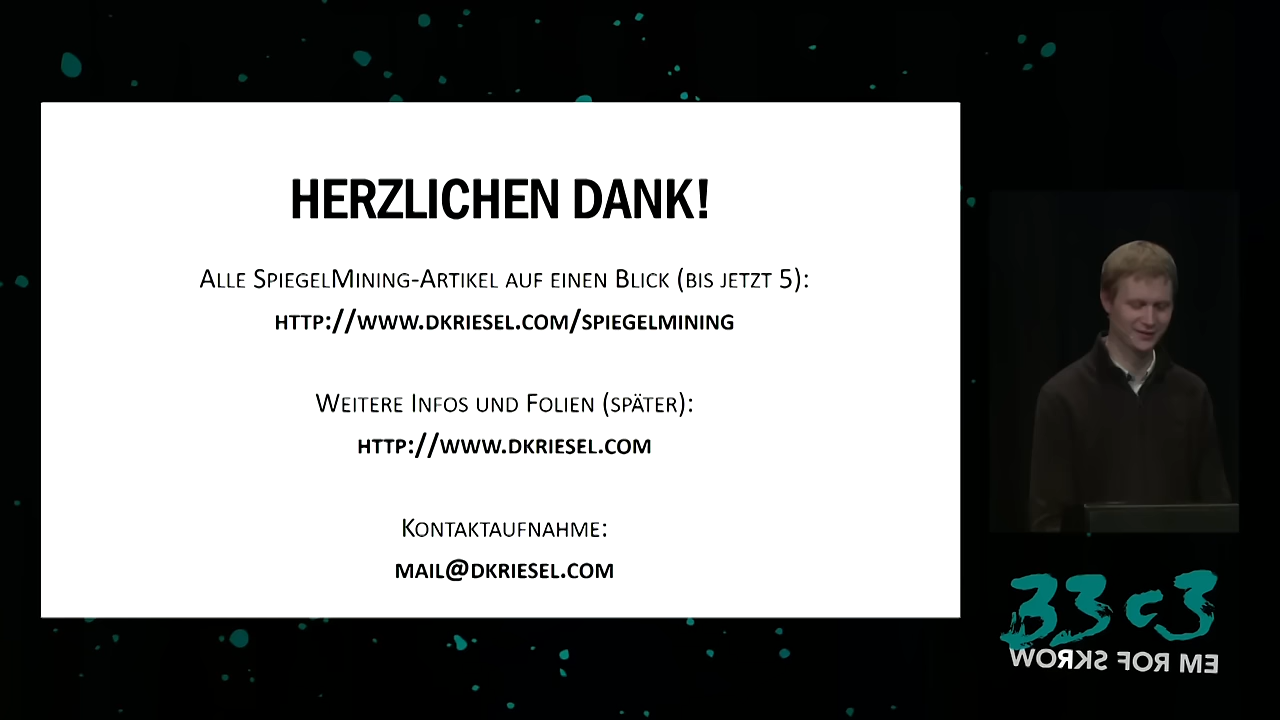 HERZLICHEN DANK!
ALLE SPIEGELMINING-ARTIKEL AUF EINEN BLICK (BIS JETZT 5):
HTTP://WWW.DKRIESEL.COM/SPIEGELMINING
WEITERE INFOS UND FOLIEN (SPÄTER):
HTTP://WWW.DKRIESEL.COM
KONTAKTAUFNAHME:
MAIL@DKRIESEL.COM
33c3
WORKS FOR ME